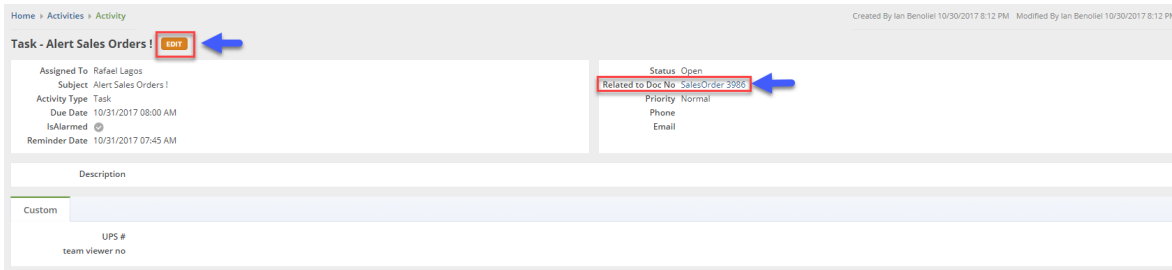 Home » Activities » Activity
Created By Ian Benoliel 10/30/2017 8:12 PM Modified By Ian Benoliel 10/30/2017 8:12 PM
Task - Alert Sales Orders ! EDIT
Assigned To Rafael Lagos
Subject Alert Sales Orders !
Activity Type Task
Due Date 10/31/2017 08:00 AM
IsAlarmed
Reminder Date 10/31/2017 07:45 AM
Status Open
Related to Doc No SalesOrder 3986
Priority Normal
Phone
Email
Description
Custom
UPS #
team viewer no